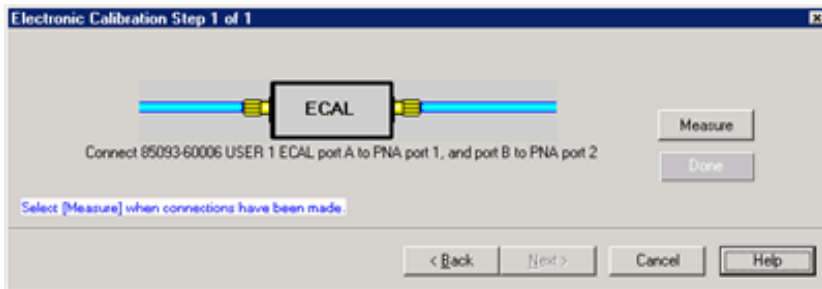 Electronic Calibration Step 1 of 1
ECAL
Connect 85093-60006 USER 1 ECAL port A to PNA port 1, and port B to PNA port 2
Measure
Done
Select [Measure] when connections have been made.
< Back Next > Cancel Help